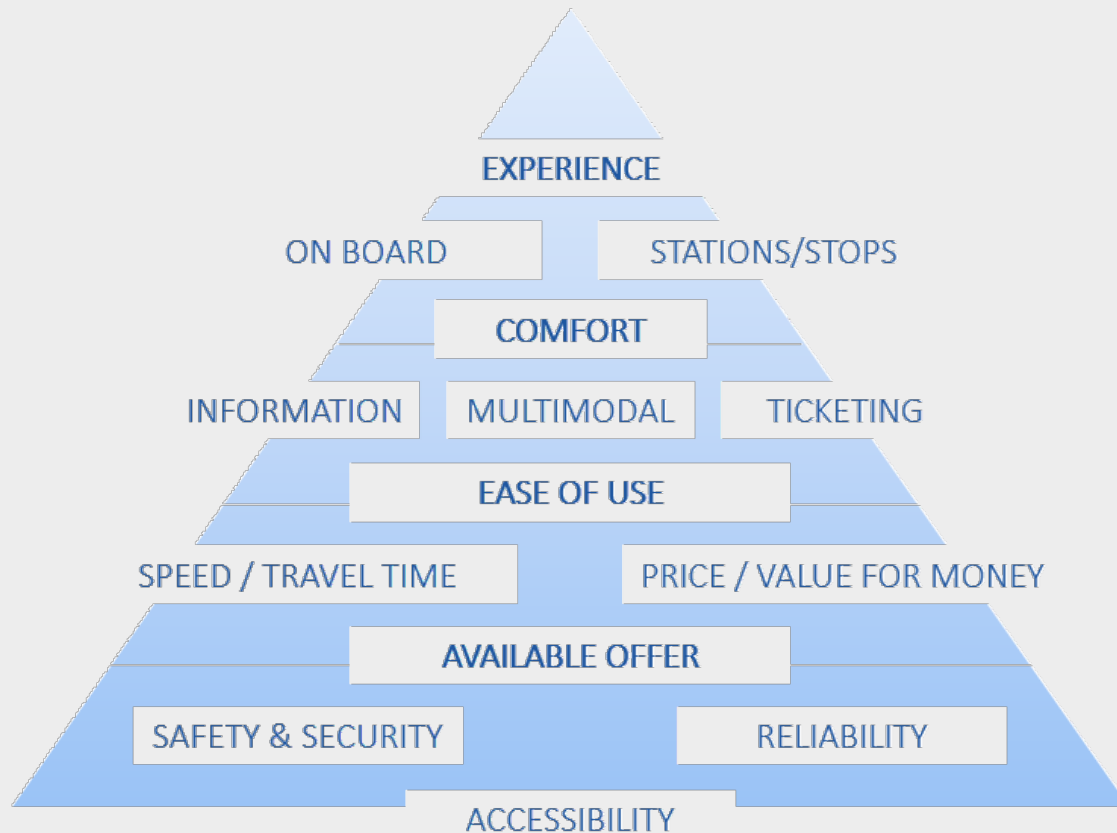 EXPERIENCE
ON BOARD
STATIONS/STOPS
COMFORT
INFORMATION
MULTIMODAL
TICKETING
EASE OF USE
SPEED / TRAVEL TIME
PRICE / VALUE FOR MONEY
AVAILABLE OFFER
SAFETY & SECURITY
RELIABILITY
ACCESSIBILITY